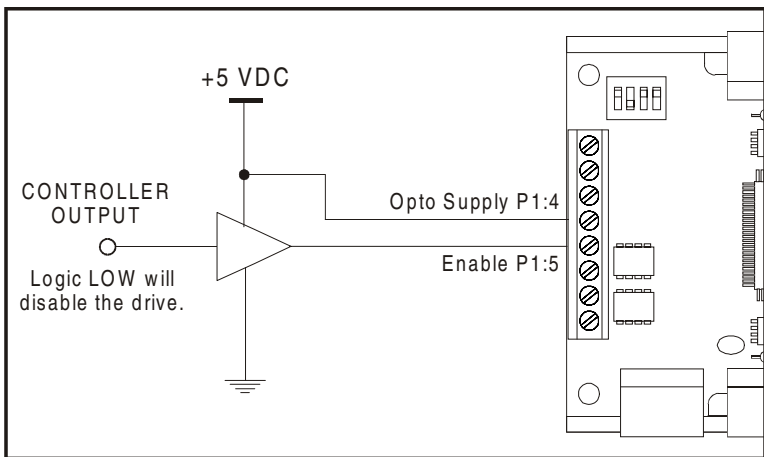 +5 VDC
CONTROLLER
OUTPUT
Opto Supply P1:4
Enable P1:5
Logic LOW will
disable the drive.